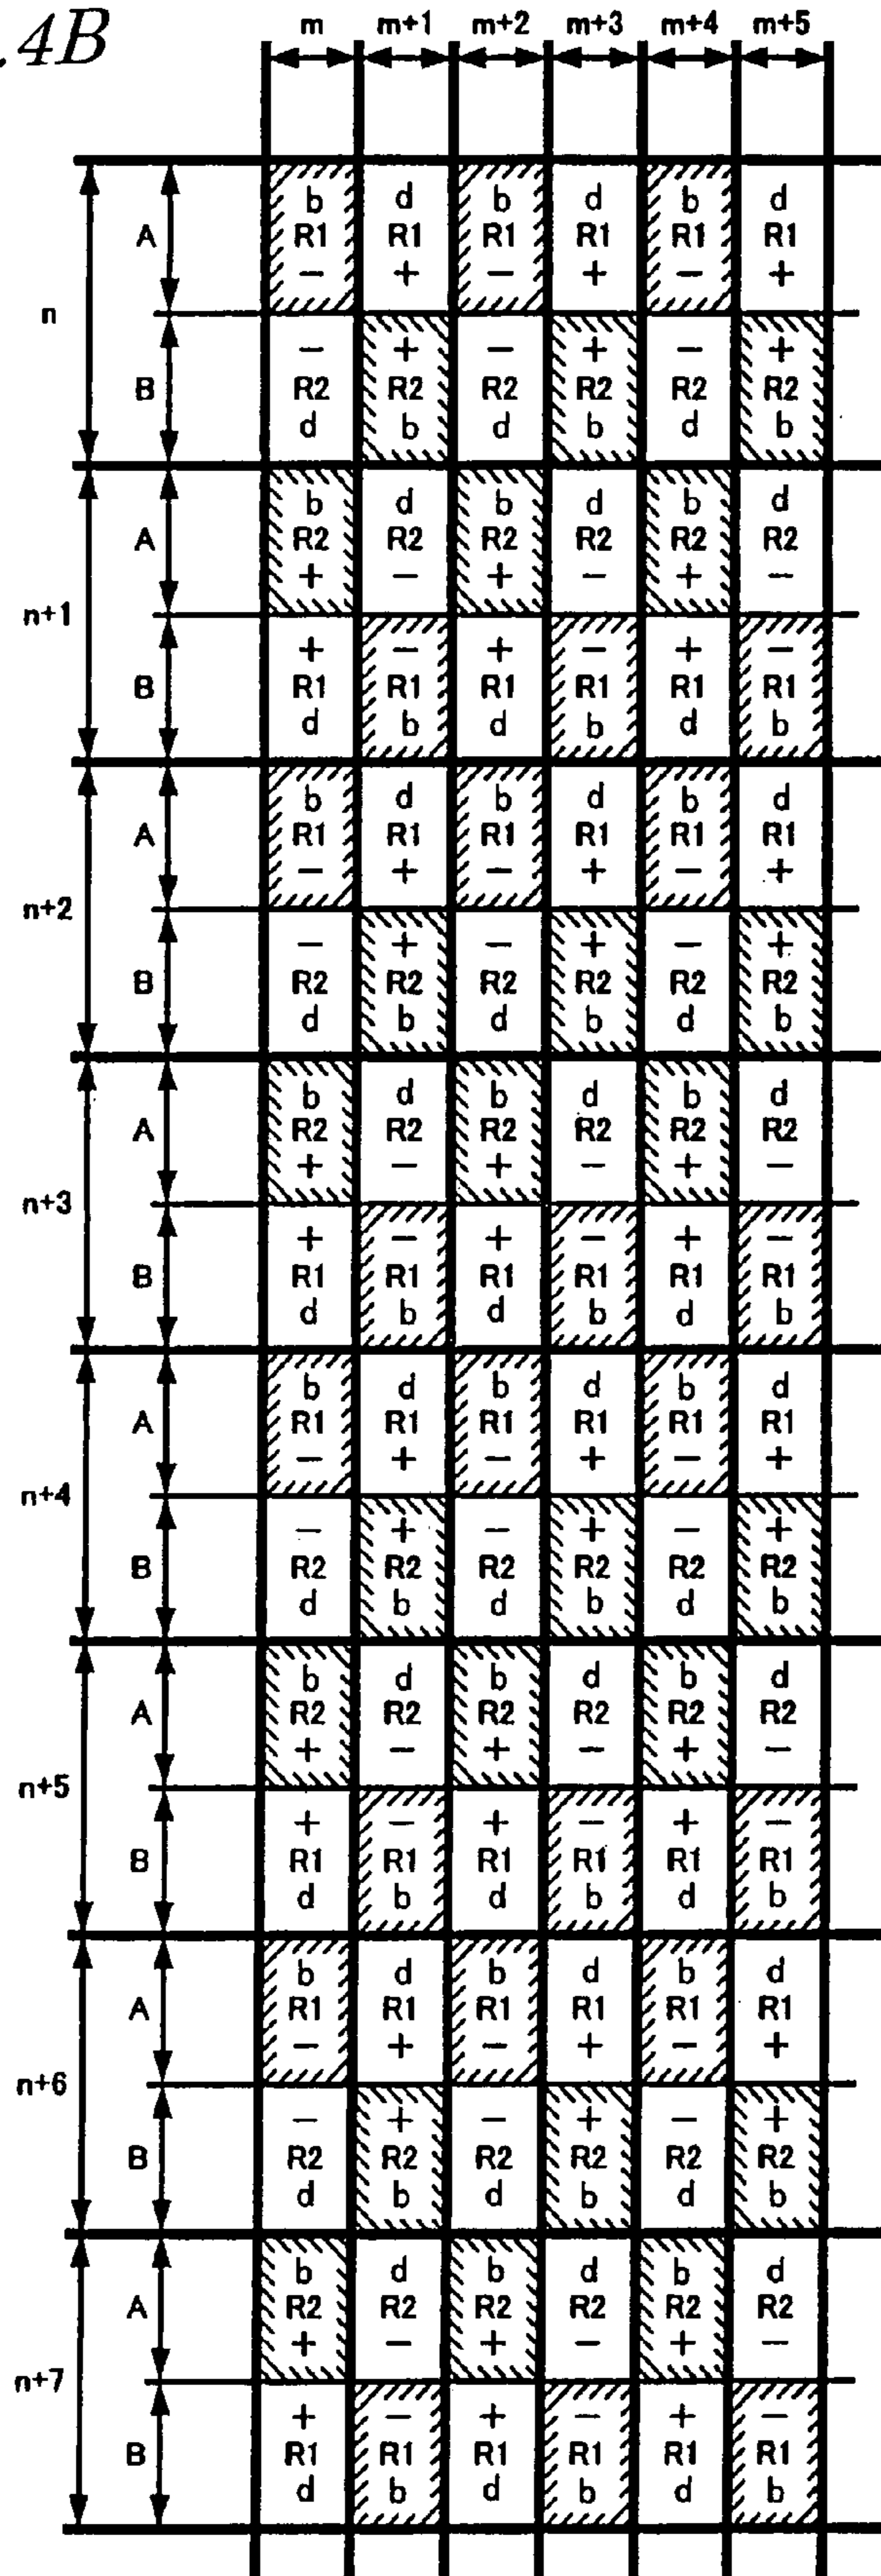 .4B
m m+1 m+2 m+3 m+4 m+5
b d b d b d
A R1 R1 R1 R1 R1 R1
− + − + − +
n
− + − + − +
B R2 R2 R2 R2 R2 R2
d b d b d b
b d b d b d
A R2 R2 R2 R2 R2 R2
+ − + − + −
n+1
+ − + − + −
B R1 R1 R1 R1 R1 R1
d b d b d b
b d b d b d
A R1 R1 R1 R1 R1 R1
− + − + − +
n+2
− + − + − +
B R2 R2 R2 R2 R2 R2
d b d b d b
b d b d b d
A R2 R2 R2 R2 R2 R2
+ − + − + −
n+3
+ − + − + −
B R1 R1 R1 R1 R1 R1
d b d b d b
b d b d b d
A R1 R1 R1 R1 R1 R1
− + − + − +
n+4
− + − + − +
B R2 R2 R2 R2 R2 R2
d b d b d b
b d b d b d
A R2 R2 R2 R2 R2 R2
+ − + − + −
n+5
+ − + − + −
B R1 R1 R1 R1 R1 R1
d b d b d b
b d b d b d
A R1 R1 R1 R1 R1 R1
− + − + − +
n+6
− + − + − +
B R2 R2 R2 R2 R2 R2
d b d b d b
b d b d b d
A R2 R2 R2 R2 R2 R2
+ − + − + −
n+7
+ − + − + −
B R1 R1 R1 R1 R1 R1
d b d b d b